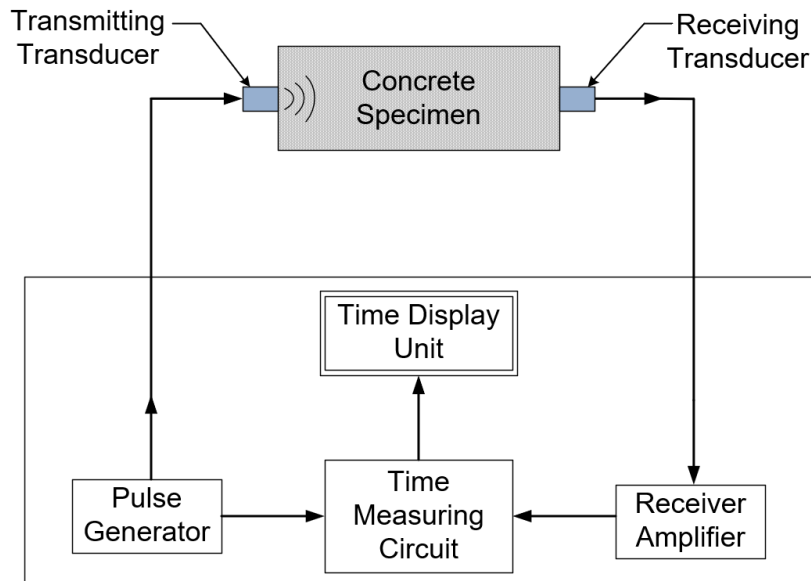 Transmitting
Transducer
Concrete
Specimen
Receiving
Transducer
Time Display
Unit
Pulse
Generator
Time
Measuring
Circuit
Receiver
Amplifier